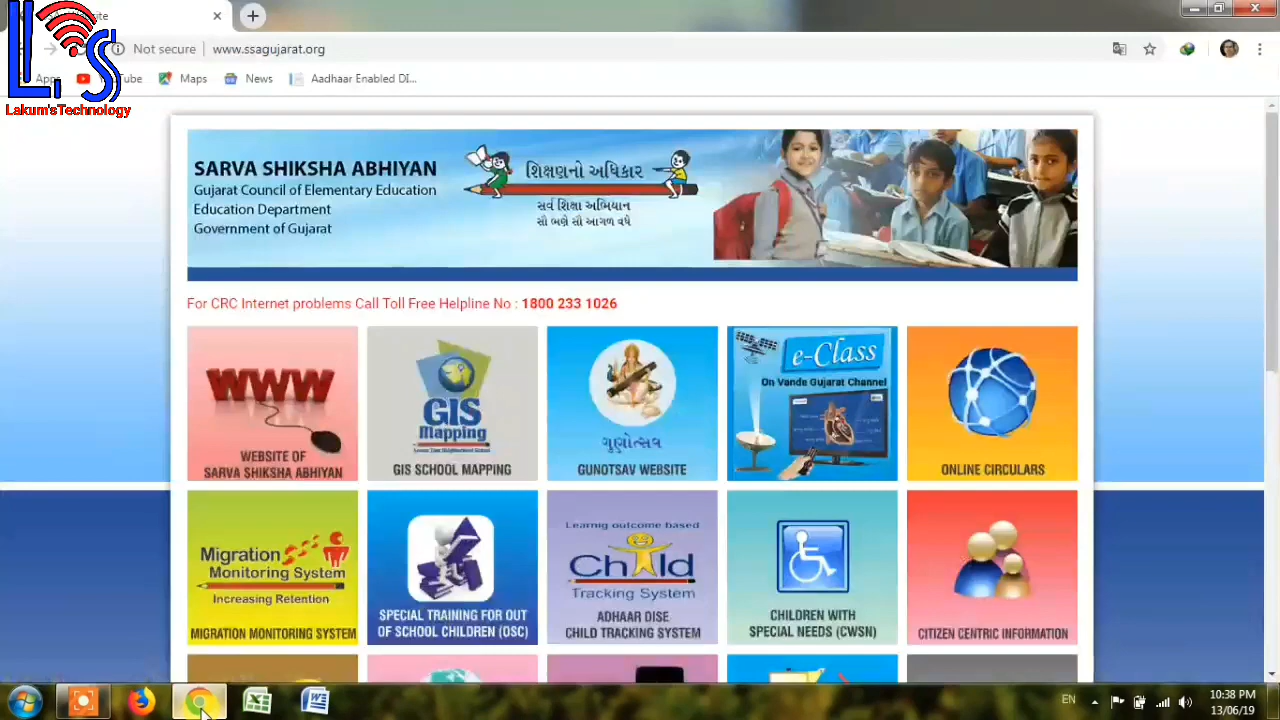 L.S
Lakum'sTechnology
Not secure
www.ssagujarat.org
Apps
YouTube
Maps
News
Aadhaar Enabled DI...
SARVA SHIKSHA ABHIYAN
Gujarat Council of Elementary Education
Education Department
Government of Gujarat
શિક્ષણનો અધિકાર
સર્વ શિક્ષા અભિયાન
સૌ ભણે સૌ આગળ વધે
For CRC Internet problems Call Toll Free Helpline No : 1800 233 1026
WWW
WEBSITE OF
SARVA SHIKSHA ABHIYAN
GIS
Mapping
GIS SCHOOL MAPPING
ગુણોત્સવ
GUNOTSAV WEBSITE
e-Class
On Vande Gujarat Channel
ONLINE CIRCULARS
Migration
Monitoring System
Increasing Retention
MIGRATION MONITORING SYSTEM
SPECIAL TRAINING FOR OUT
OF SCHOOL CHILDREN (OSC)
Learnig outcome based
Child
Tracking System
ADHAAR DISE
CHILD TRACKING SYSTEM
CHILDREN WITH
SPECIAL NEEDS (CWSN)
CITIZEN CENTRIC INFORMATION
EN
10:38 PM
13/06/19